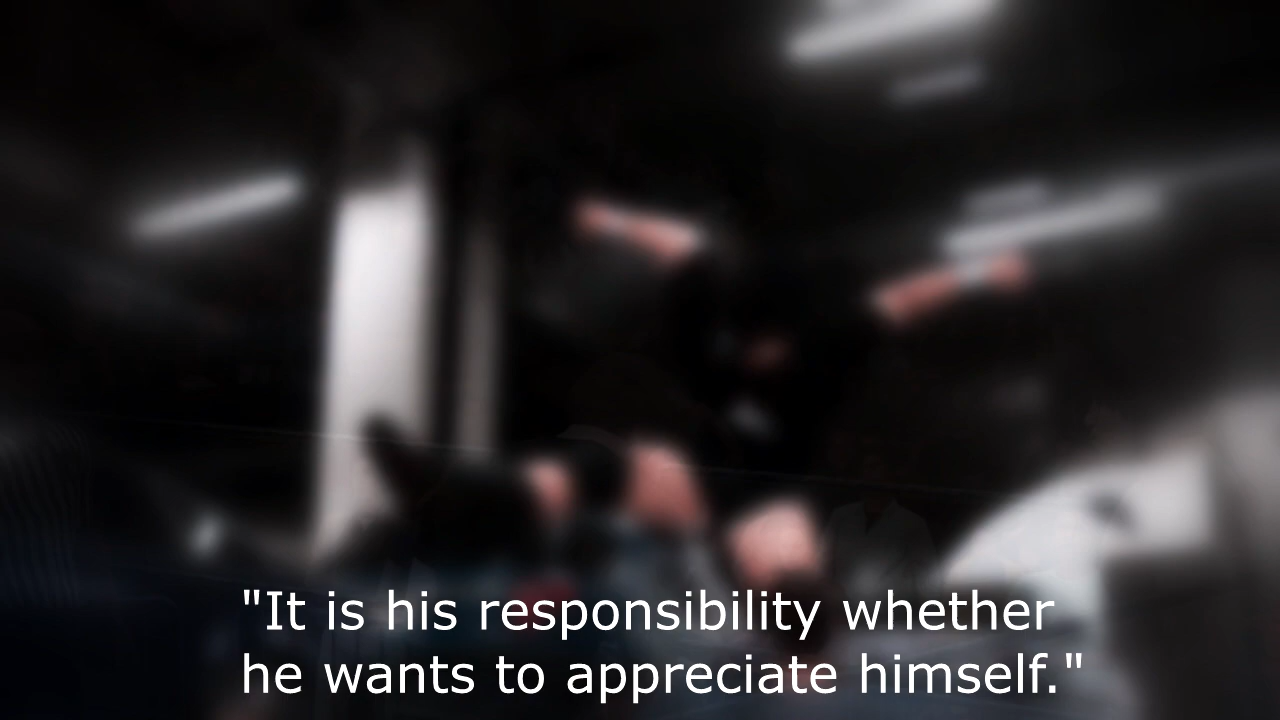 "It is his responsibility whether
he wants to appreciate himself."